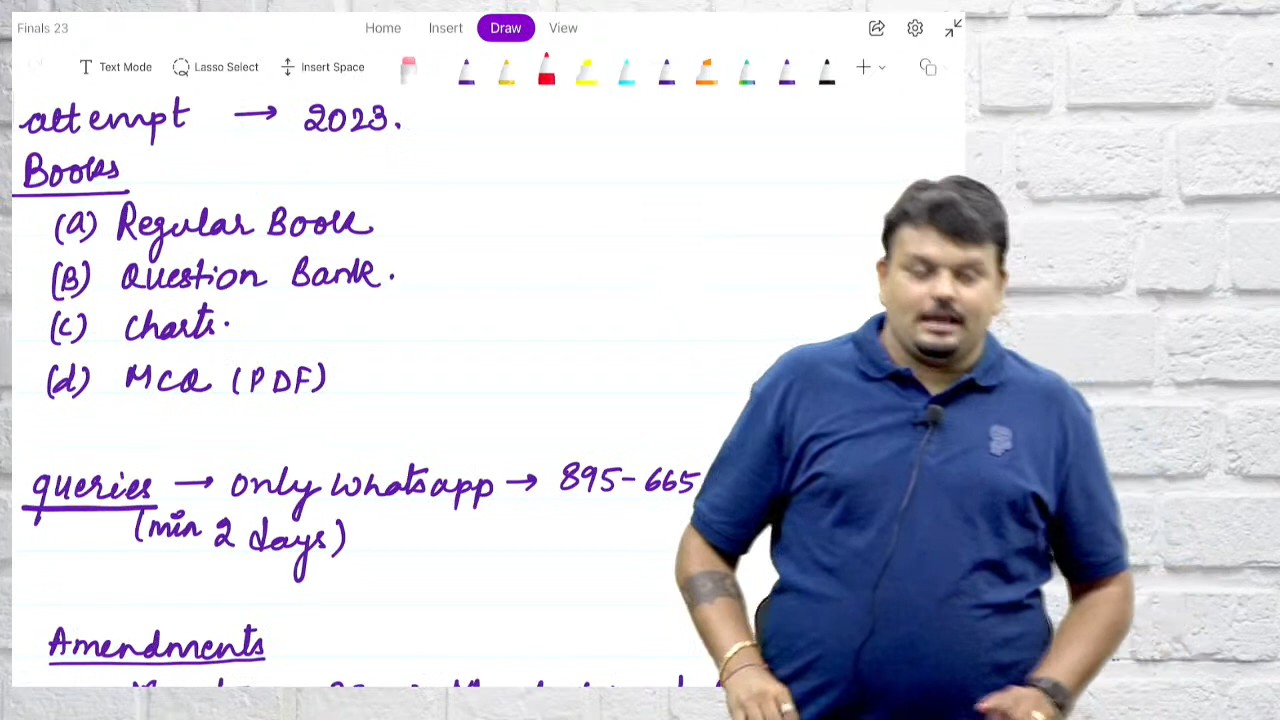 Finals 23
Home Insert Draw View
Text Mode Lasso Select Insert Space
attempt → 2023.
Books
(a) Regular Book
(B) Question Bank.
(c) Charts.
(d) MCQ (PDF)
queries → only whatsapp → 895-665
(min 2 days)
Amendments